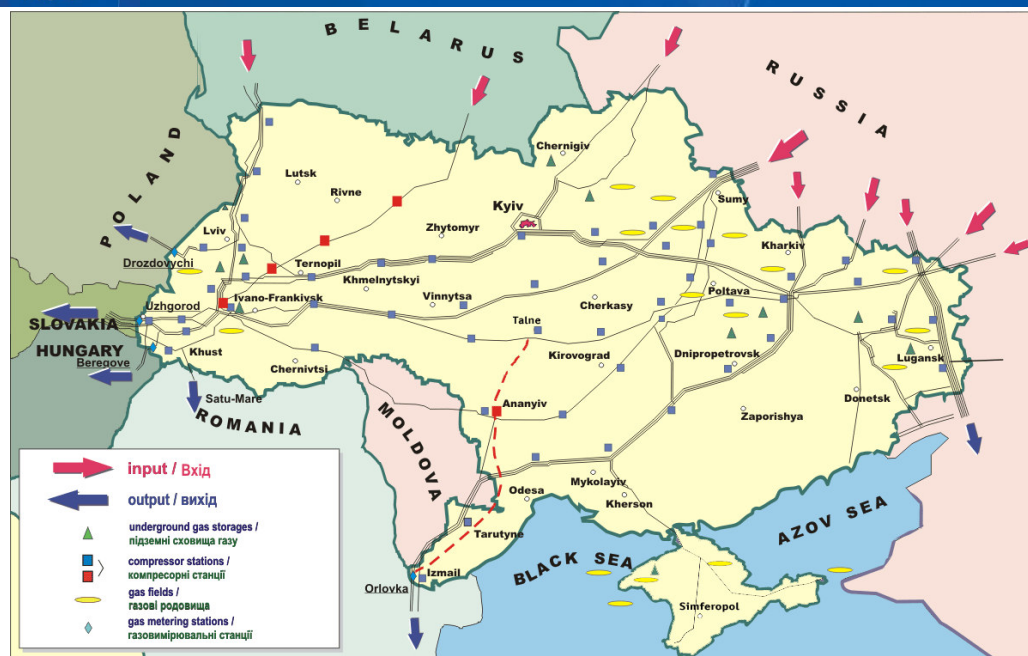 BELARUS
RUSSIA
POLAND
Chernigiv
Lutsk
Rivne
Sumy
Kyiv
Lviv
Zhytomyr
Kharkiv
Drozdovychi
Ternopil
Khmelnytskyi
Poltava
Uzhgorod
Ivano-Frankivsk
Vinnytsa
Cherkasy
SLOVAKIA
Talne
HUNGARY
Khust
Kirovograd
Dnipropetrovsk
Lugansk
Beregove
Chernivtsi
Satu-Mare
Ananyiv
Donetsk
ROMANIA
MOLDOVA
Zaporishya
input / Вхід
output / вихід
Odesa
Mykolayiv
Kherson
underground gas storages /
підземні сховища газу
Tarutyne
AZOV SEA
BLACK SEA
compressor stations /
компресорні станції
Izmail
Orlovka
gas fields /
газові родовища
Simferopol
gas metering stations /
газовимірювальні станції